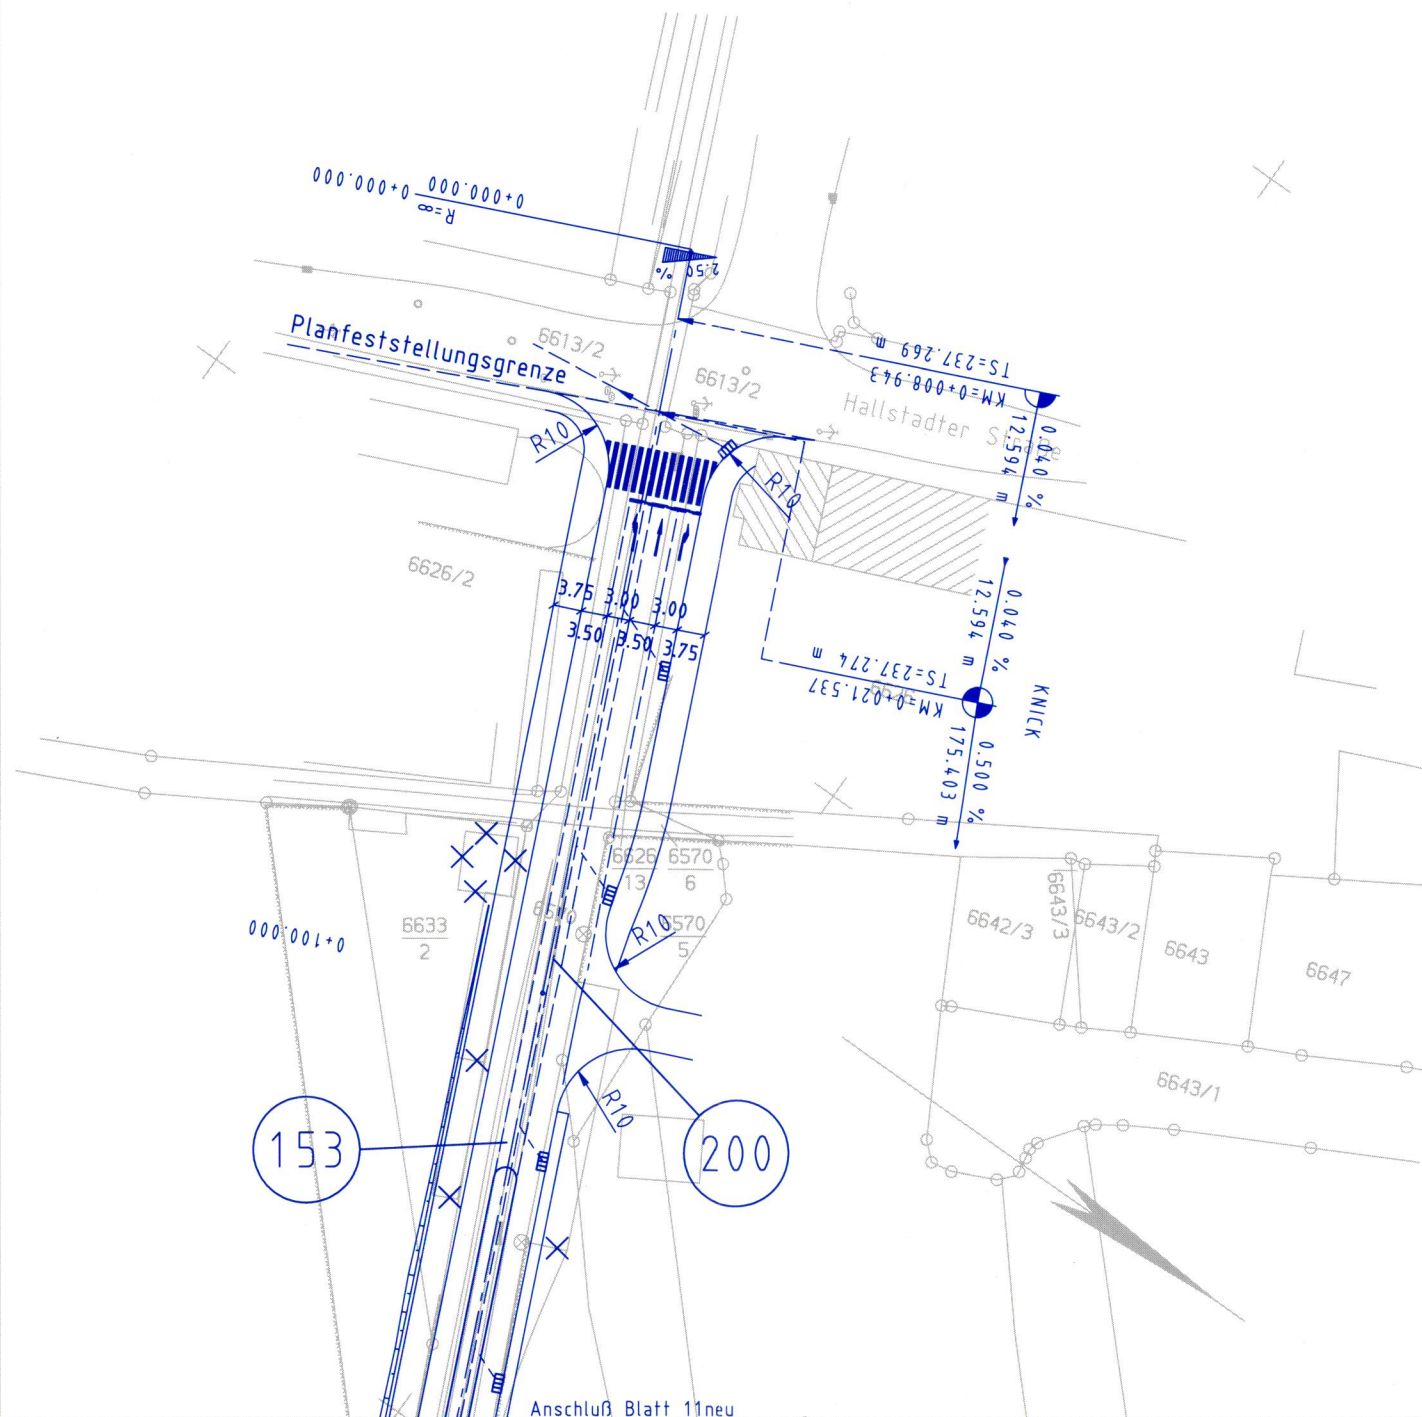 0+000.000
0+000.000
R=∞
2.50 %
Planfeststellungsgrenze
6613/2
6613/2
Hallstadter Straße
TS=237.269 m
KM=0+008.943
0.040 %
12.594 m
R10
R10
6626/2
3.75 3.00 3.00
3.50 3.50 3.75
0.040 %
12.594 m
TS=237.274 m
KM=0+021.537
KNICK
0.500 %
175.403 m
6626
13
6570
6
6570
5
R10
6633
2
0+100.000
6642/3
6643/3
6643/2
6643
6647
6643/1
R10
153
200
Anschluß Blatt 11neu